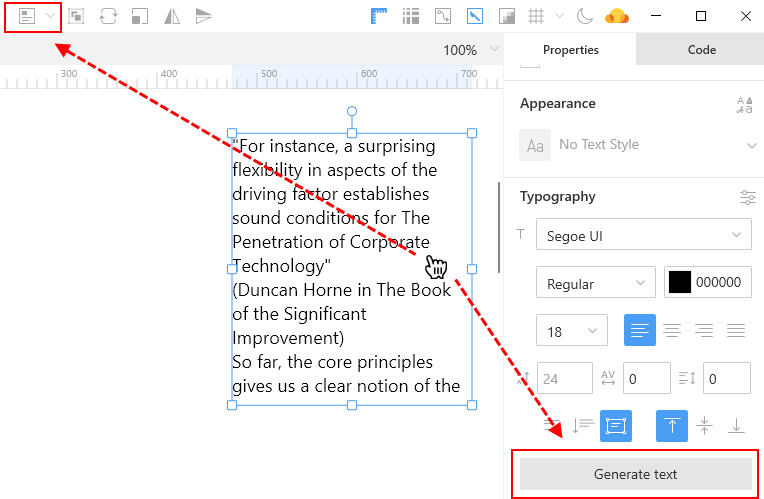 100%
Properties
Code
300
400
500
600
700
Appearance
Aa
No Text Style
Typography
T
Segoe UI
Regular
000000
18
24
AV
0
0
Generate text
"For instance, a surprising
flexibility in aspects of the
driving factor establishes
sound conditions for The
Penetration of Corporate
Technology"
(Duncan Horne in The Book
of the Significant
Improvement)
So far, the core principles
gives us a clear notion of the